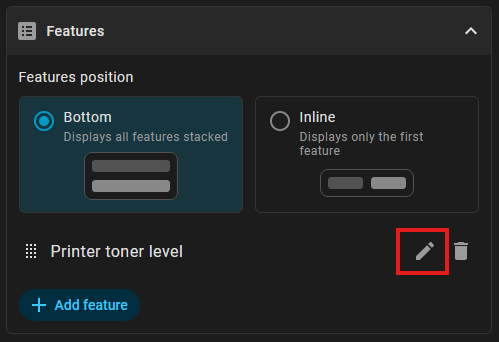 Features
Features position
Bottom
Displays all features stacked
Inline
Displays only the first
feature
Printer toner level
Add feature